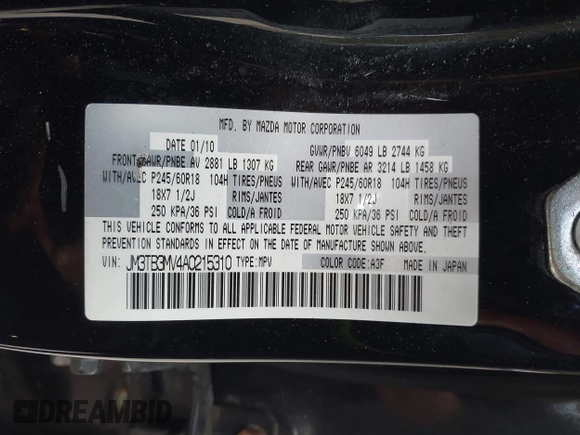 MFD. BY MAZDA MOTOR CORPORATION
DATE 01/10 GVWR/PNBV 6049 LB 2744 KG
FRONT GAWR/PNBE AV 2881 LB 1307 KG REAR GAWR/PNBE AR 3214 LB 1458 KG
WITH/AVEC P245/60R18 104H TIRES/PNEUS WITH/AVEC P245/60R18 104H TIRES/PNEUS
18X7 1/2J RIMS/JANTES 18X7 1/2J RIMS/JANTES
250 KPA/36 PSI COLD/A FROID 250 KPA/36 PSI COLD/A FROID
THIS VEHICLE CONFORMS TO ALL APPLICABLE FEDERAL MOTOR VEHICLE SAFETY AND THEFT
PREVENTION STANDARDS IN EFFECT ON THE DATE OF MANUFACTURE SHOWN ABOVE.
VIN: JM3TB3MV4A0215310 TYPE:MPV COLOR CODE:A3F MADE IN JAPAN
DREAMBID